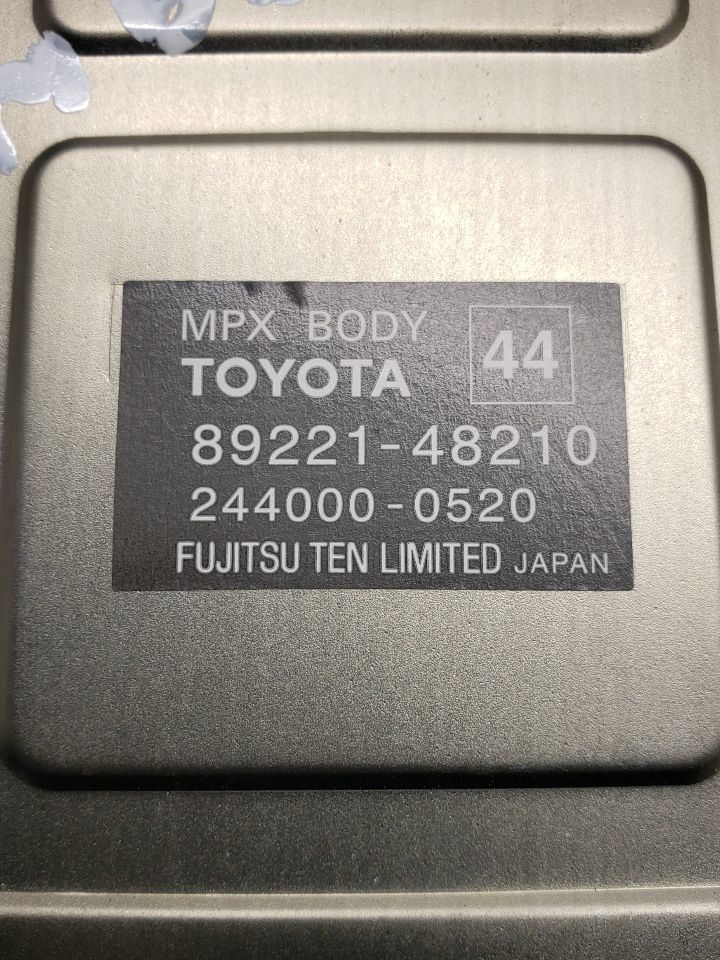 MPX BODY 44
TOYOTA
89221-48210
244000-0520
FUJITSU TEN LIMITED JAPAN